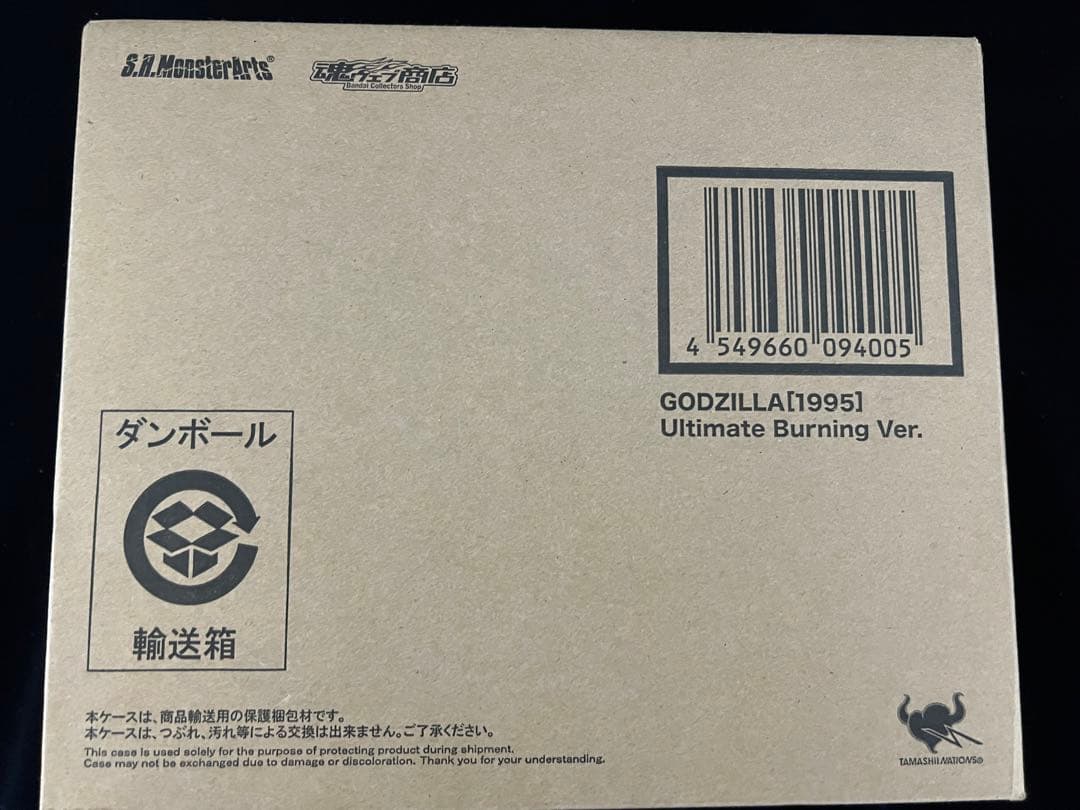 S.H.MonsterArts®
魂ウェブ商店
Bandai Collectors Shop
4 549660 094005
GODZILLA[1995]
Ultimate Burning Ver.
ダンボール
輸送箱
本ケースは、商品輸送用の保護梱包材です。
本ケースは、つぶれ、汚れ等による交換は出来ません。ご了承ください。
This case is used solely for the purpose of protecting product during shipment.
Case may not be exchanged due to damage or discoloration. Thank you for your understanding.
TAMASHII NATIONS®